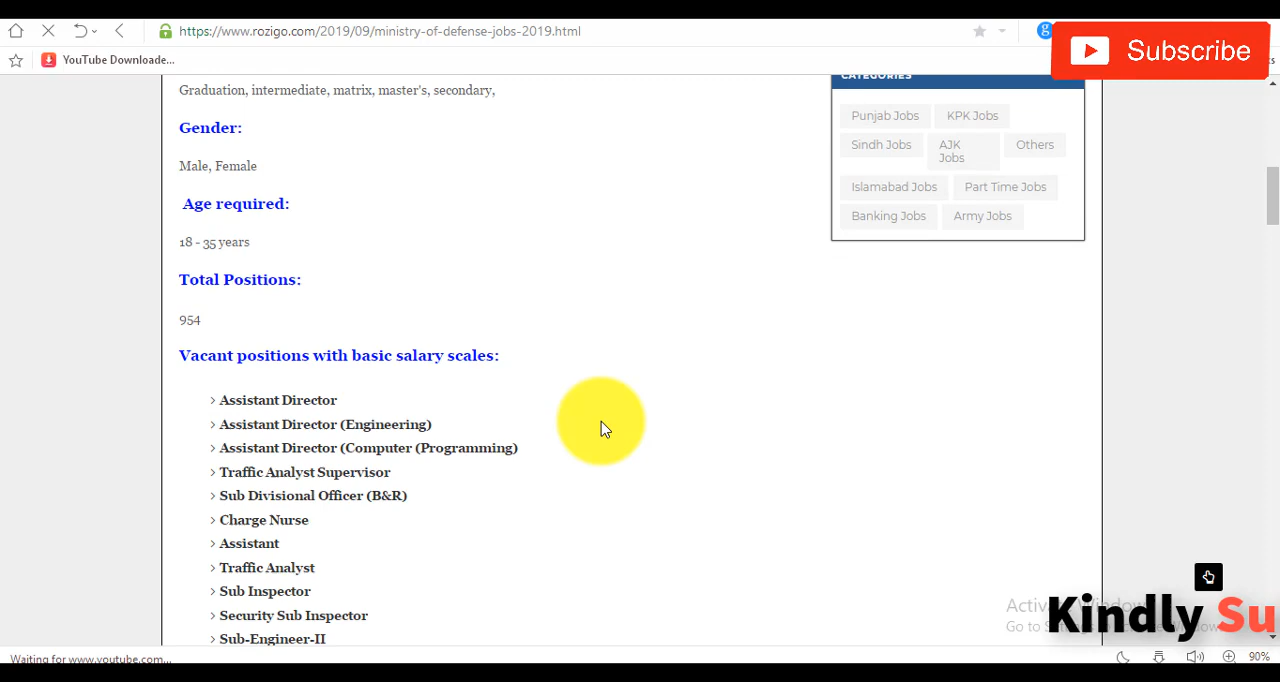 https://www.rozigo.com/2019/09/ministry-of-defense-jobs-2019.html
Subscribe
YouTube Downloade...
Graduation, intermediate, matrix, master's, secondary,
Gender:
Male, Female
Age required:
18 - 35 years
Total Positions:
954
Vacant positions with basic salary scales:
Assistant Director
Assistant Director (Engineering)
Assistant Director (Computer (Programming)
Traffic Analyst Supervisor
Sub Divisional Officer (B&R)
Charge Nurse
Assistant
Traffic Analyst
Sub Inspector
Security Sub Inspector
Sub-Engineer-II
CATEGORIES
Punjab Jobs
KPK Jobs
Sindh Jobs
AJK
Jobs
Others
Islamabad Jobs
Part Time Jobs
Banking Jobs
Army Jobs
Kindly Su
Waiting for www.youtube.com...
90%